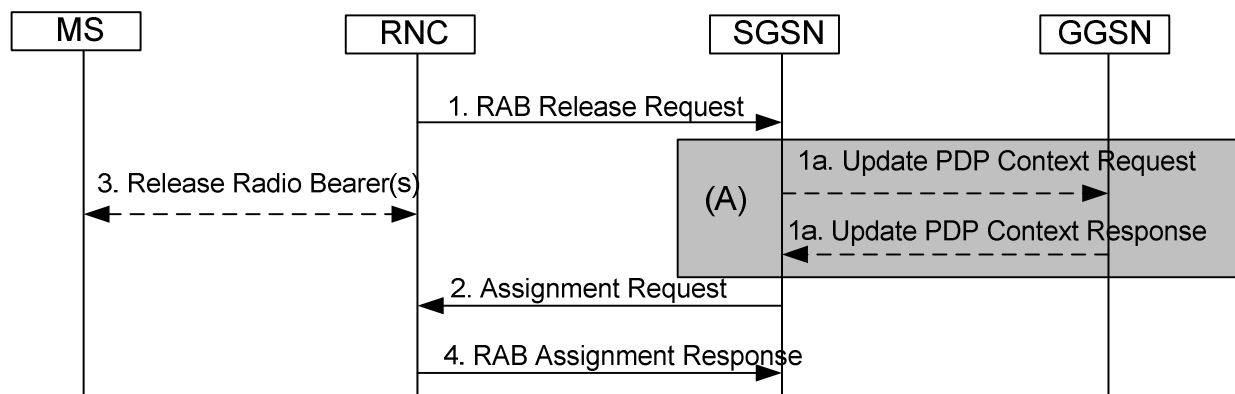 MS
RNC
SGSN
GGSN
1. RAB Release Request
1a. Update PDP Context Request
3. Release Radio Bearer(s)
(A)
1a. Update PDP Context Response
2. Assignment Request
4. RAB Assignment Response